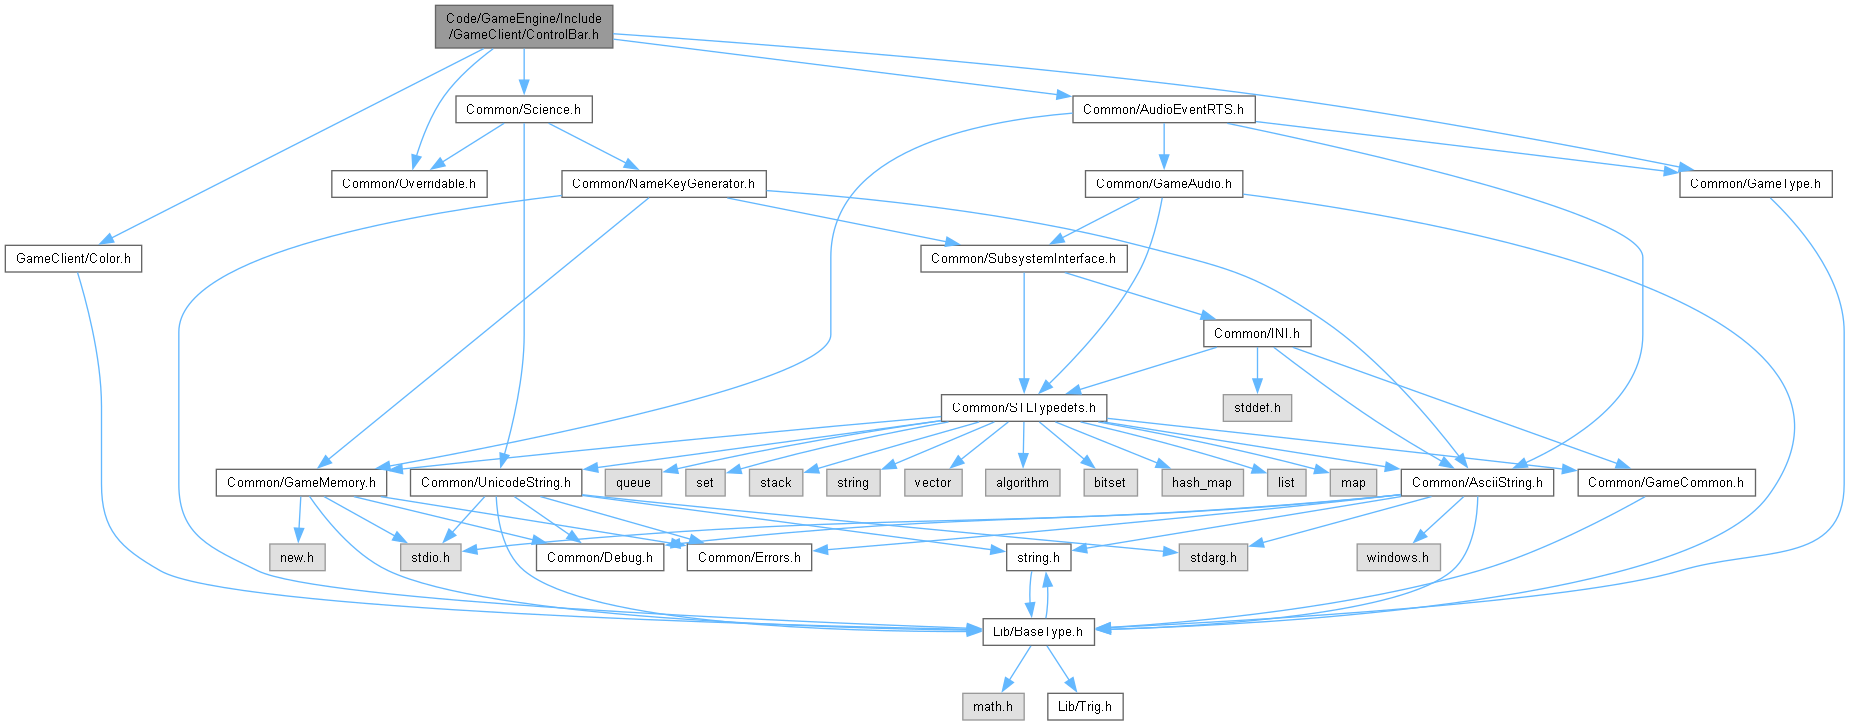 Code/GameEngine/Include
/GameClient/ControlBar.h
Common/Science.h
Common/AudioEventRTS.h
Common/Overridable.h
Common/NameKeyGenerator.h
Common/GameAudio.h
Common/GameType.h
GameClient/Color.h
Common/SubsystemInterface.h
Common/INI.h
Common/STLTypedefs.h
stddef.h
Common/GameMemory.h
Common/UnicodeString.h
queue
set
stack
string
vector
algorithm
bitset
hash_map
list
map
Common/AsciiString.h
Common/GameCommon.h
new.h
stdio.h
Common/Debug.h
Common/Errors.h
string.h
stdarg.h
windows.h
Lib/BaseType.h
math.h
Lib/Trig.h